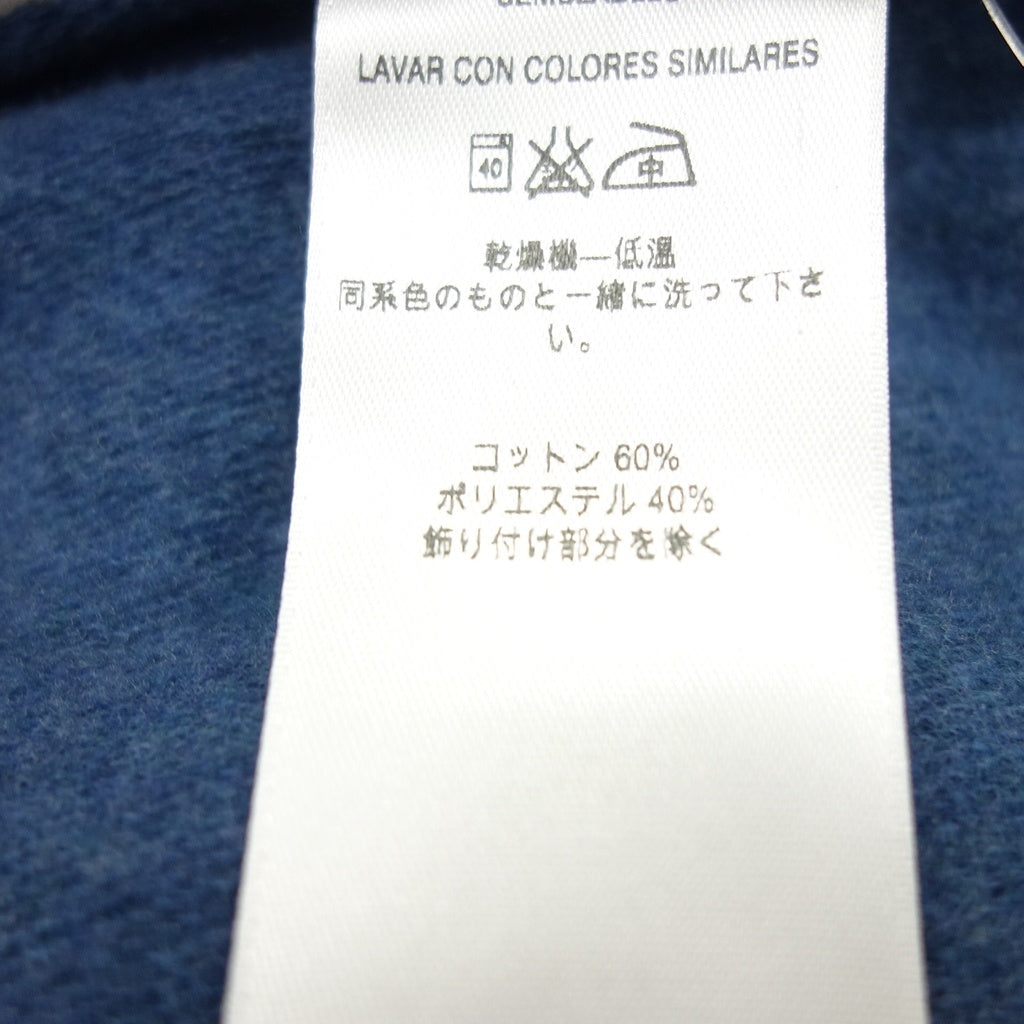 LAVAR CON COLORES SIMILARES
40 中
乾燥機—低温
同系色のものと一緒に洗って下さ
い。
コットン 60%
ポリエステル 40%
飾り付け部分を除く